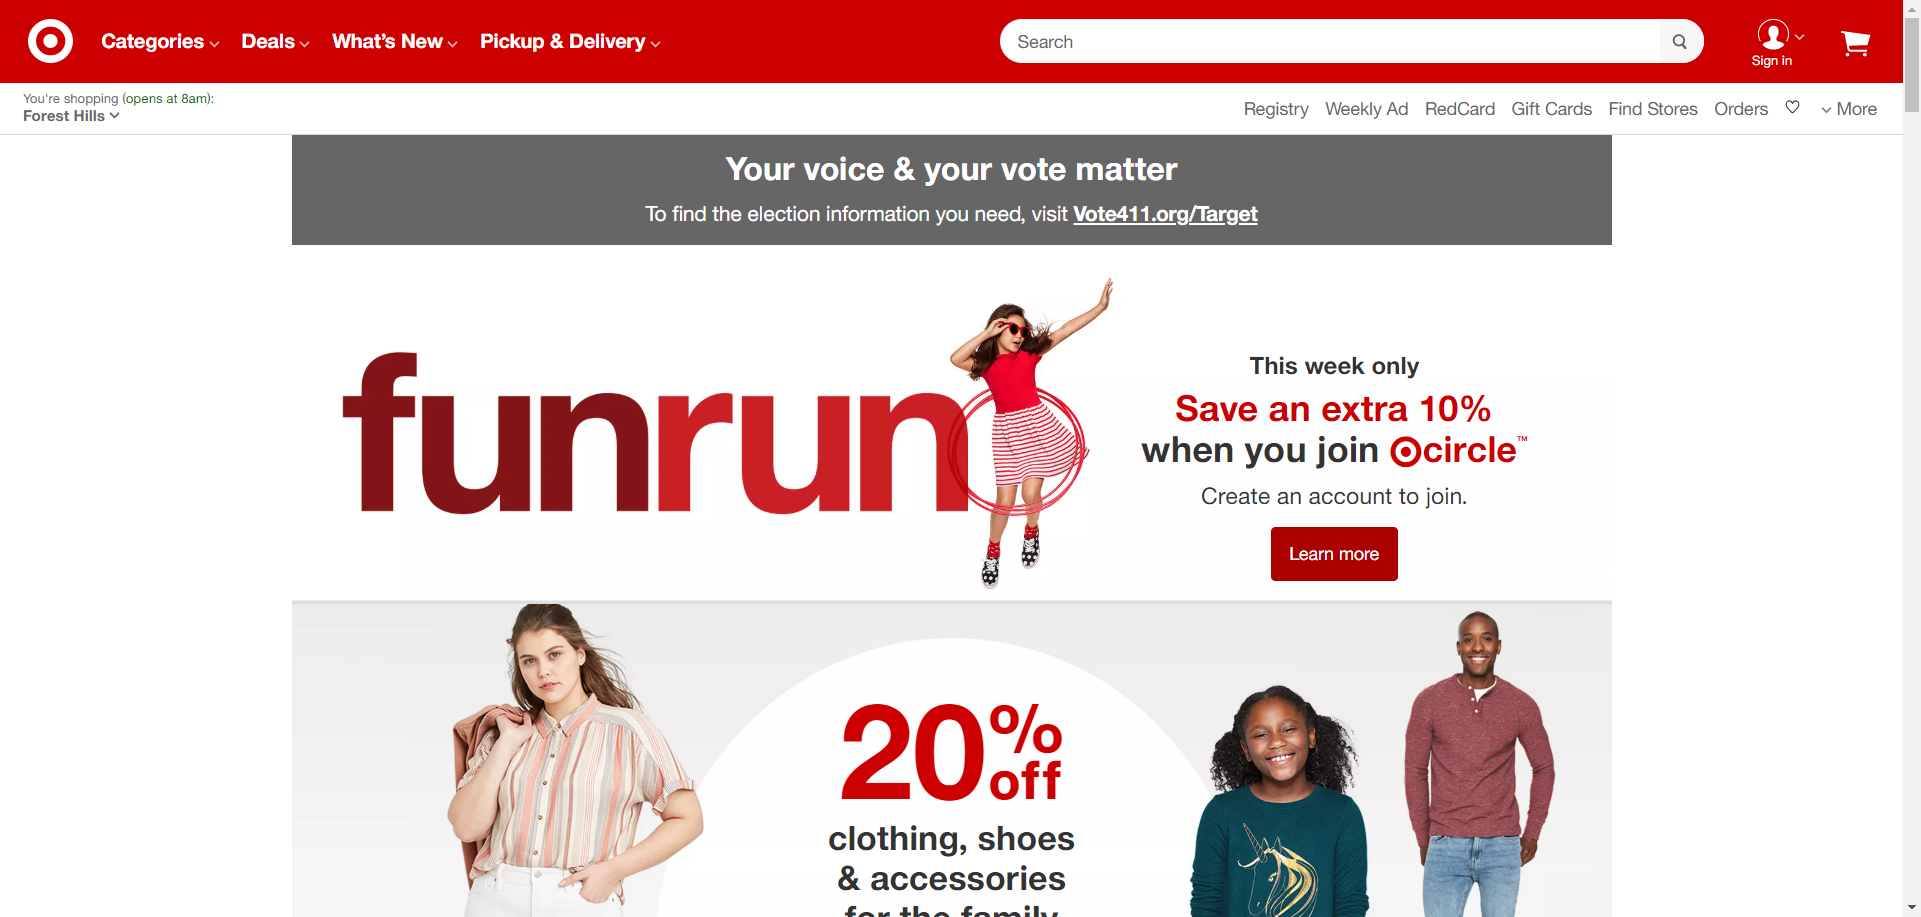 Categories Deals What's New Pickup & Delivery
Search
Sign in
You're shopping (opens at 8am):
Forest Hills
Registry Weekly Ad RedCard Gift Cards Find Stores Orders More
Your voice & your vote matter
To find the election information you need, visit Vote411.org/Target
funrun
This week only
Save an extra 10%
when you join circle™
Create an account to join.
Learn more
20% off
clothing, shoes
& accessories
for the family